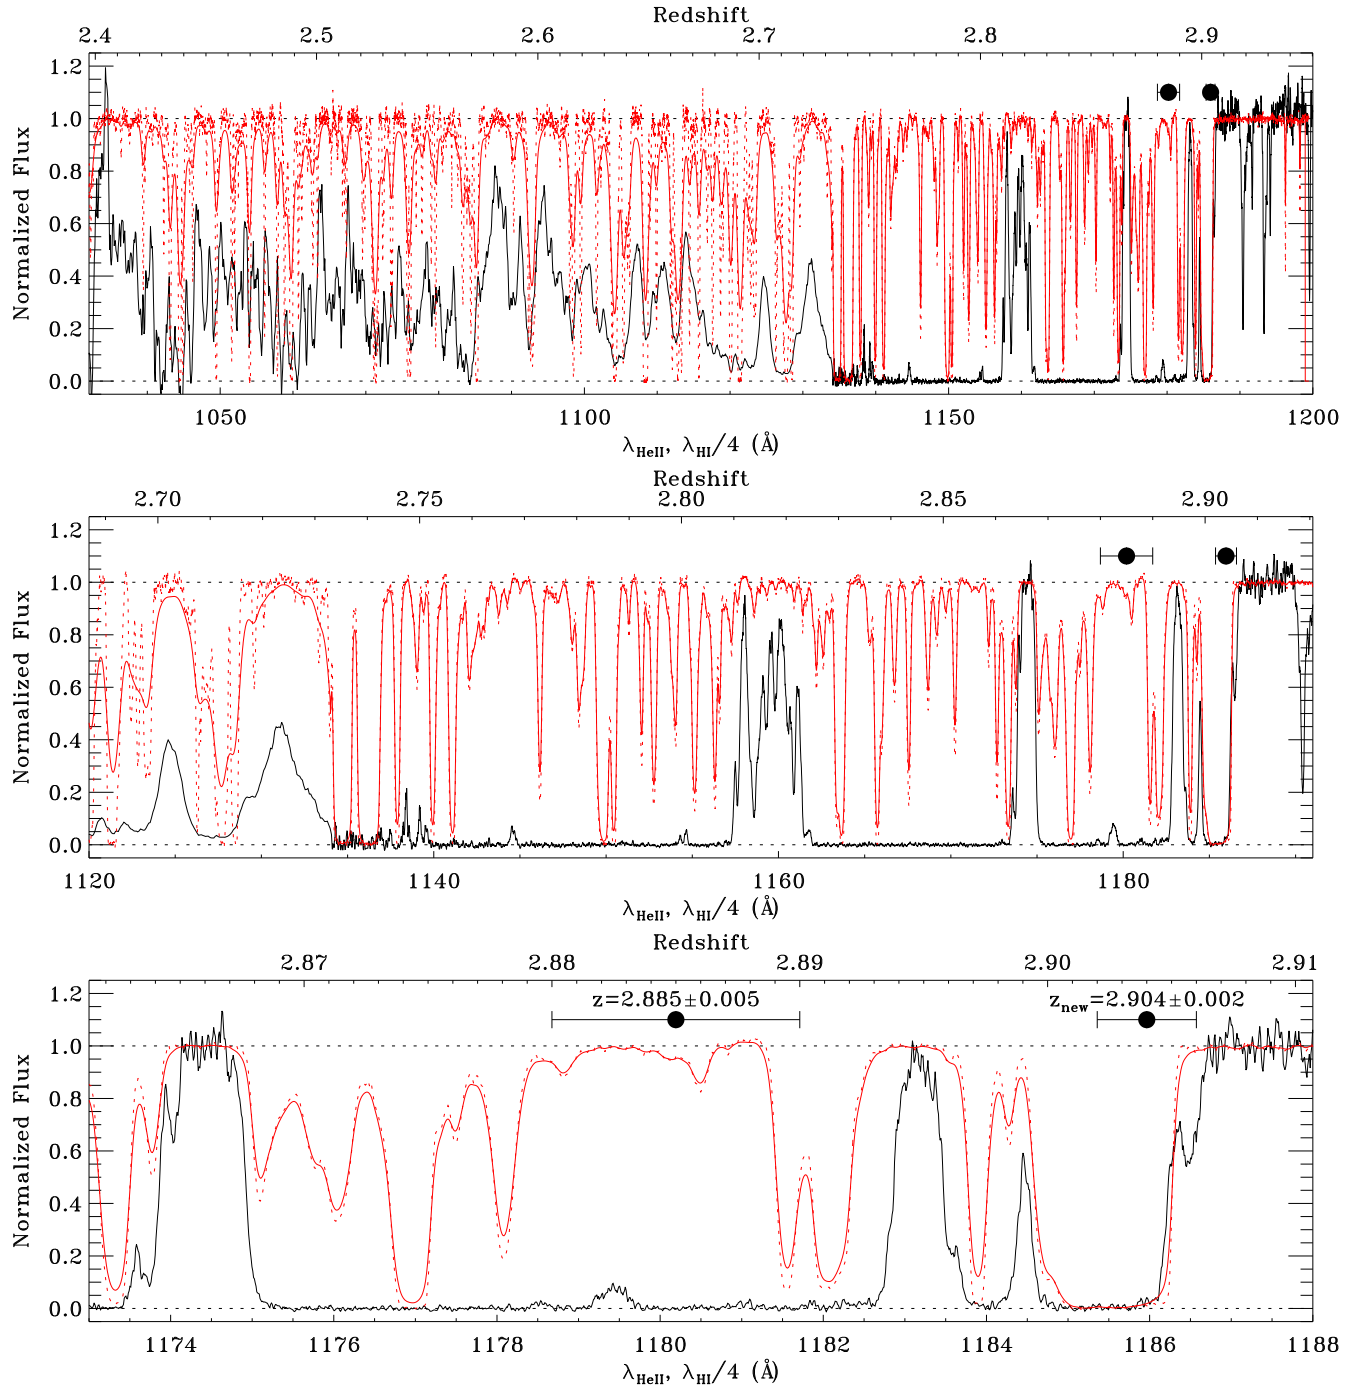 Redshift
2.4 2.5 2.6 2.7 2.8 2.9
1.2
1.0
0.8
0.6
0.4
0.2
0.0
Normalized Flux
1050 1100 1150 1200
λHeII, λHI/4 (Å)
Redshift
2.70 2.75 2.80 2.85 2.90
1.2
1.0
0.8
0.6
0.4
0.2
0.0
Normalized Flux
1120 1140 1160 1180
λHeII, λHI/4 (Å)
Redshift
2.87 2.88 2.89 2.90 2.91
z=2.885±0.005 znew=2.904±0.002
1.2
1.0
0.8
0.6
0.4
0.2
0.0
Normalized Flux
1174 1176 1178 1180 1182 1184 1186 1188
λHeII, λHI/4 (Å)